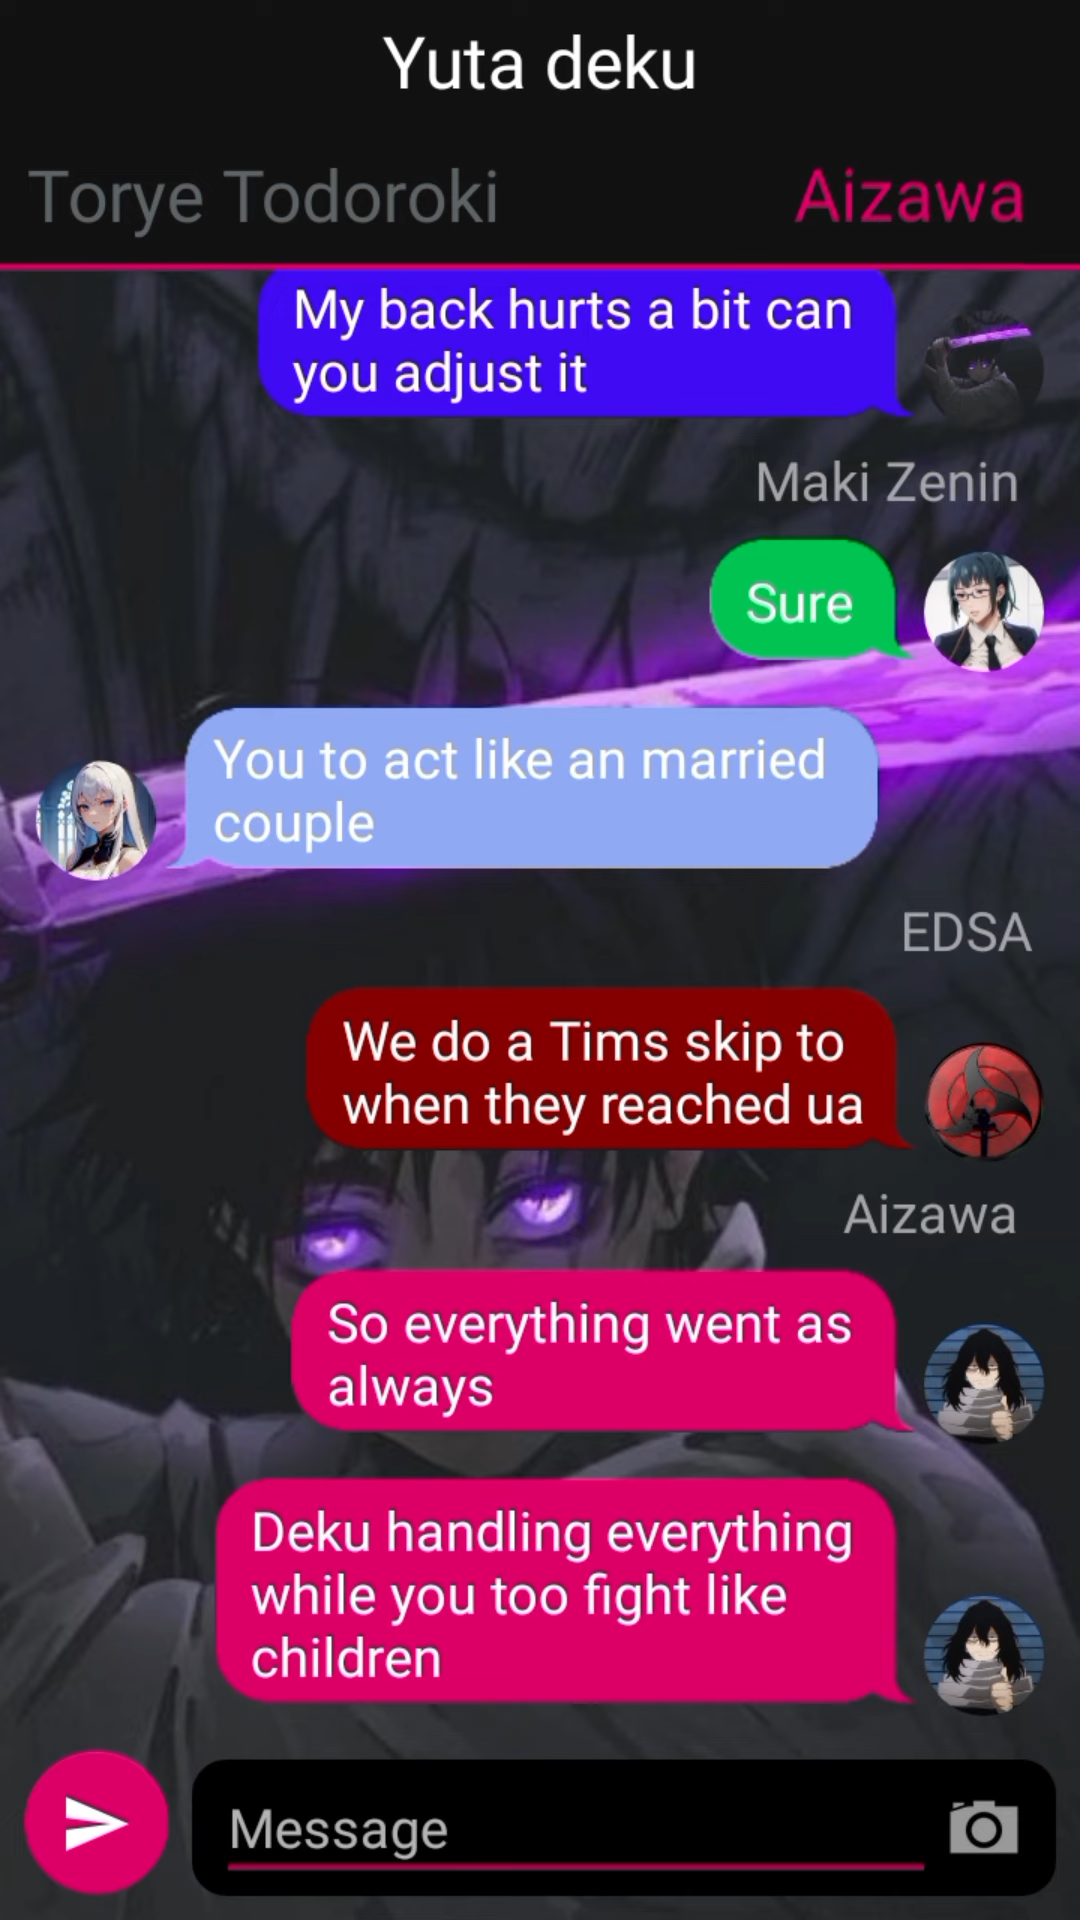 Yuta deku
Torye Todoroki
Aizawa
My back hurts a bit can
you adjust it
Maki Zenin
Sure
You to act like an married
couple
EDSA
We do a Tims skip to
when they reached ua
Aizawa
So everything went as
always
Deku handling everything
while you too fight like
children
Message